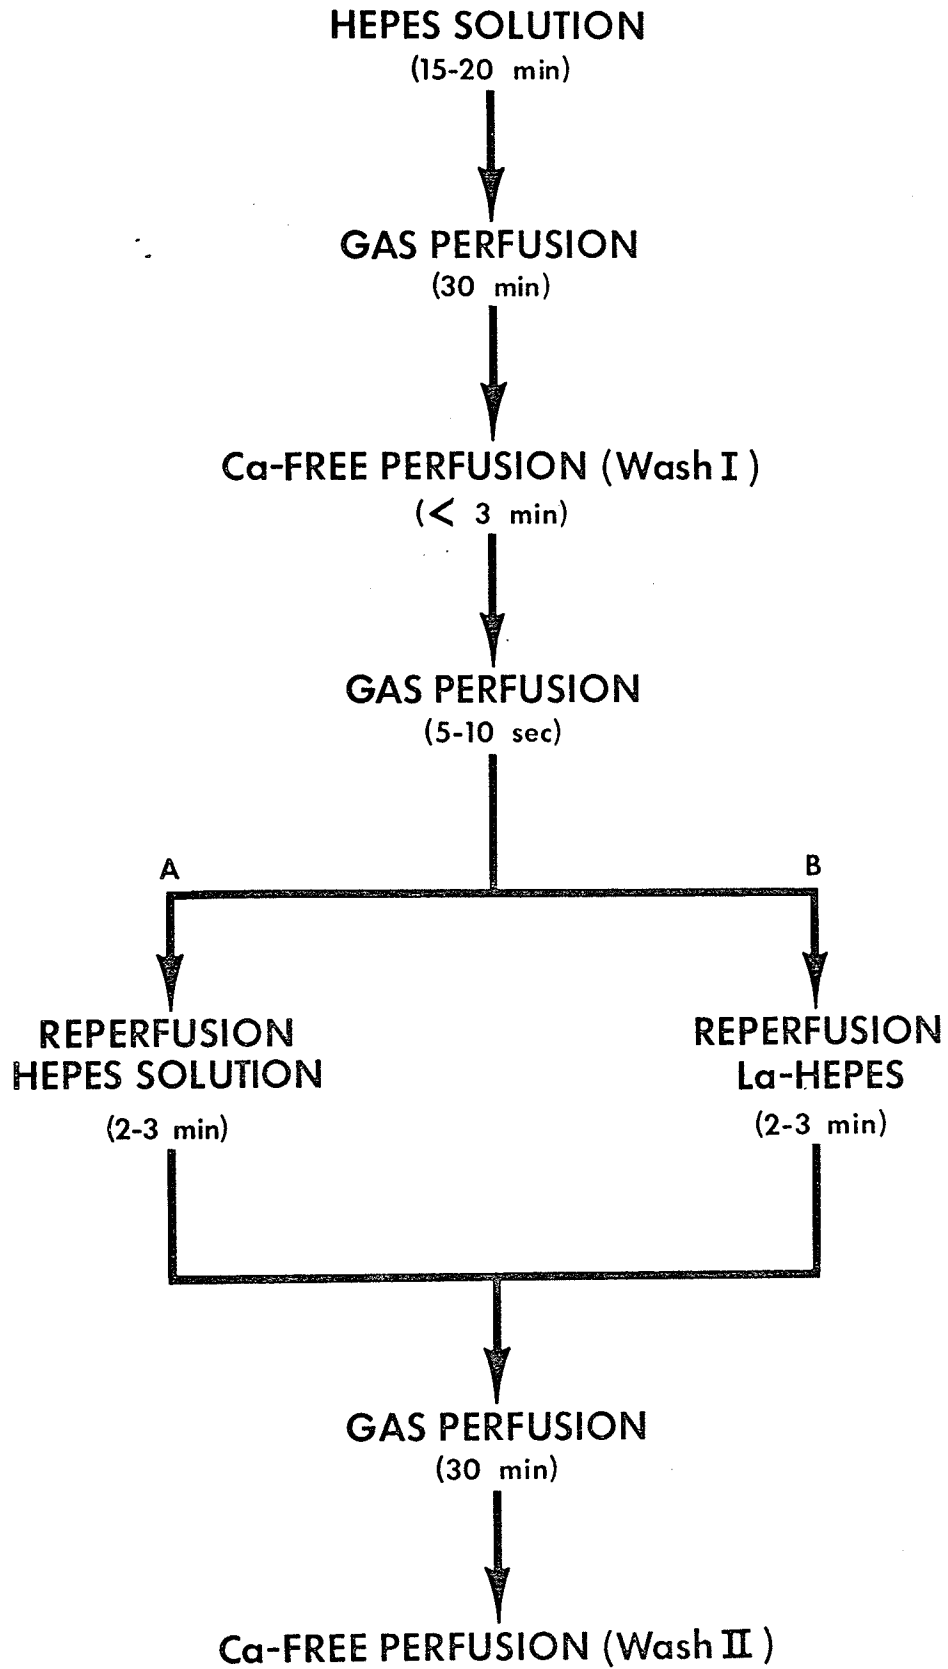 HEPES SOLUTION
(15-20 min)
GAS PERFUSION
(30 min)
Ca-FREE PERFUSION (Wash I)
(< 3 min)
GAS PERFUSION
(5-10 sec)
A
B
REPERFUSION
HEPES SOLUTION
(2-3 min)
REPERFUSION
La-HEPES
(2-3 min)
GAS PERFUSION
(30 min)
Ca-FREE PERFUSION (Wash II)